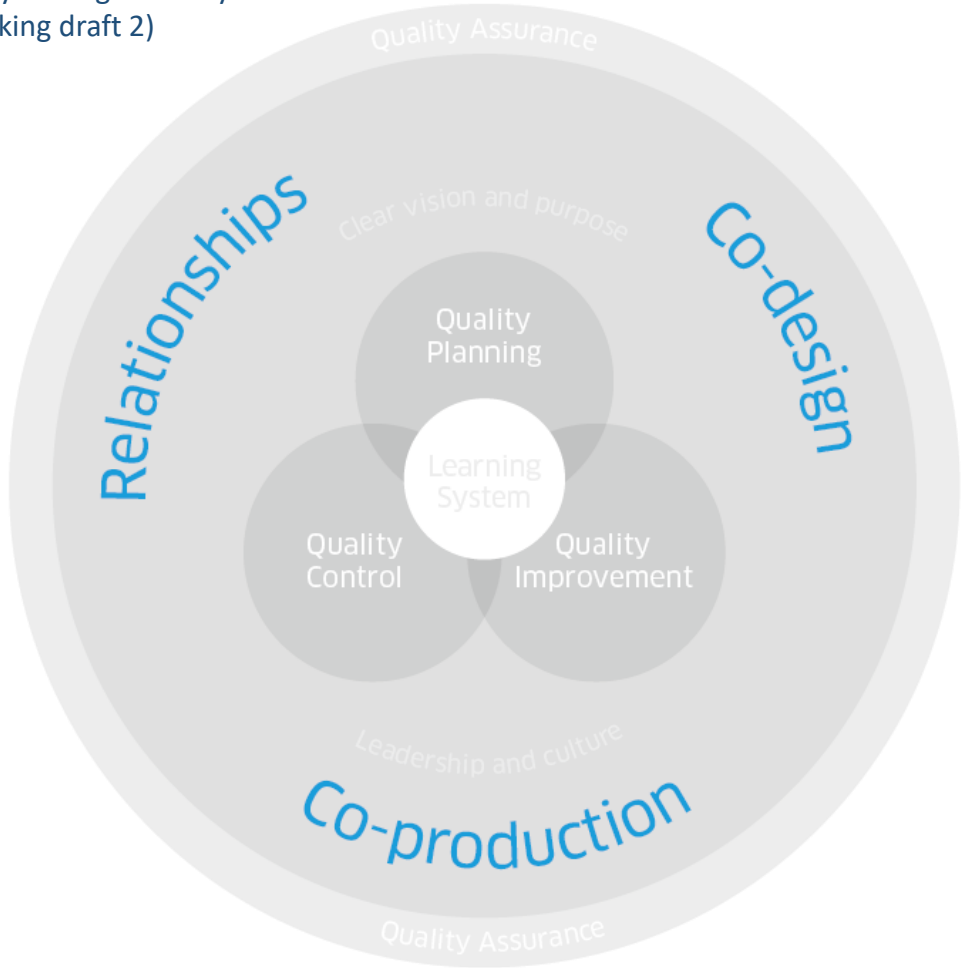 (king draft 2)
Quality Assurance
Clear vision and purpose
Relationships
Co-design
Quality
Planning
Learning
System
Quality
Control
Quality
Improvement
Leadership and culture
Co-production
Quality Assurance